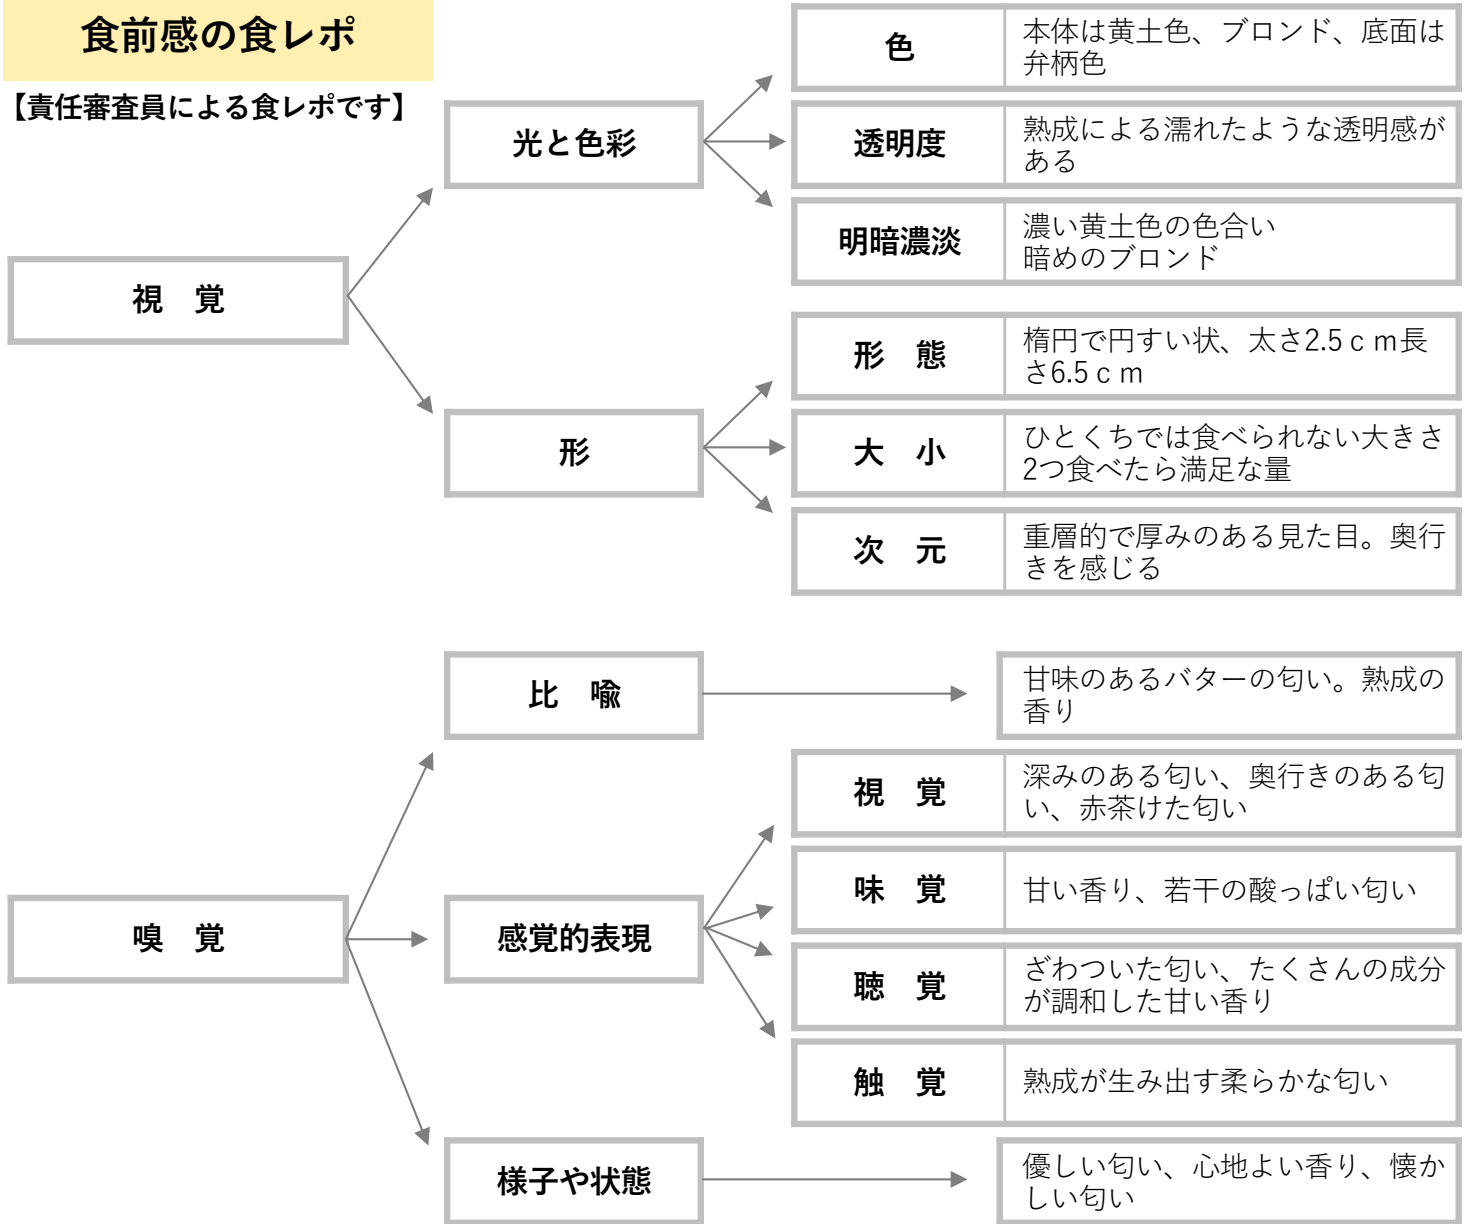 食前感の食レポ
【責任審査員による食レポです】
視　覚
光と色彩
色
本体は黄土色、ブロンド、底面は
弁柄色
透明度
熟成による濡れたような透明感が
ある
明暗濃淡
濃い黄土色の色合い
暗めのブロンド
形
形　態
楕円で円すい状、太さ2.5ｃｍ長
さ6.5ｃｍ
大　小
ひとくちでは食べられない大きさ
2つ食べたら満足な量
次　元
重層的で厚みのある見た目。奥行
きを感じる
嗅　覚
比　喩
甘味のあるバターの匂い。熟成の
香り
感覚的表現
視　覚
深みのある匂い、奥行きのある匂
い、赤茶けた匂い
味　覚
甘い香り、若干の酸っぱい匂い
聴　覚
ざわついた匂い、たくさんの成分
が調和した甘い香り
触　覚
熟成が生み出す柔らかな匂い
様子や状態
優しい匂い、心地よい香り、懐か
しい匂い